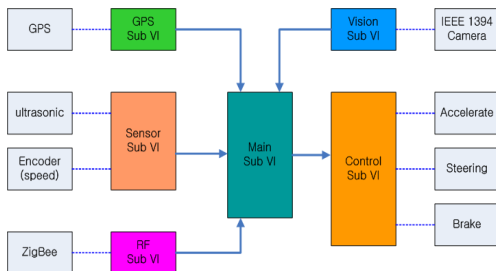 GPS
GPS
Sub VI
Vision
Sub VI
IEEE 1394
Camera
ultrasonic
Encoder
(speed)
Sensor
Sub VI
Main
Sub VI
Control
Sub VI
Accelerate
Steering
Brake
ZigBee
RF
Sub VI